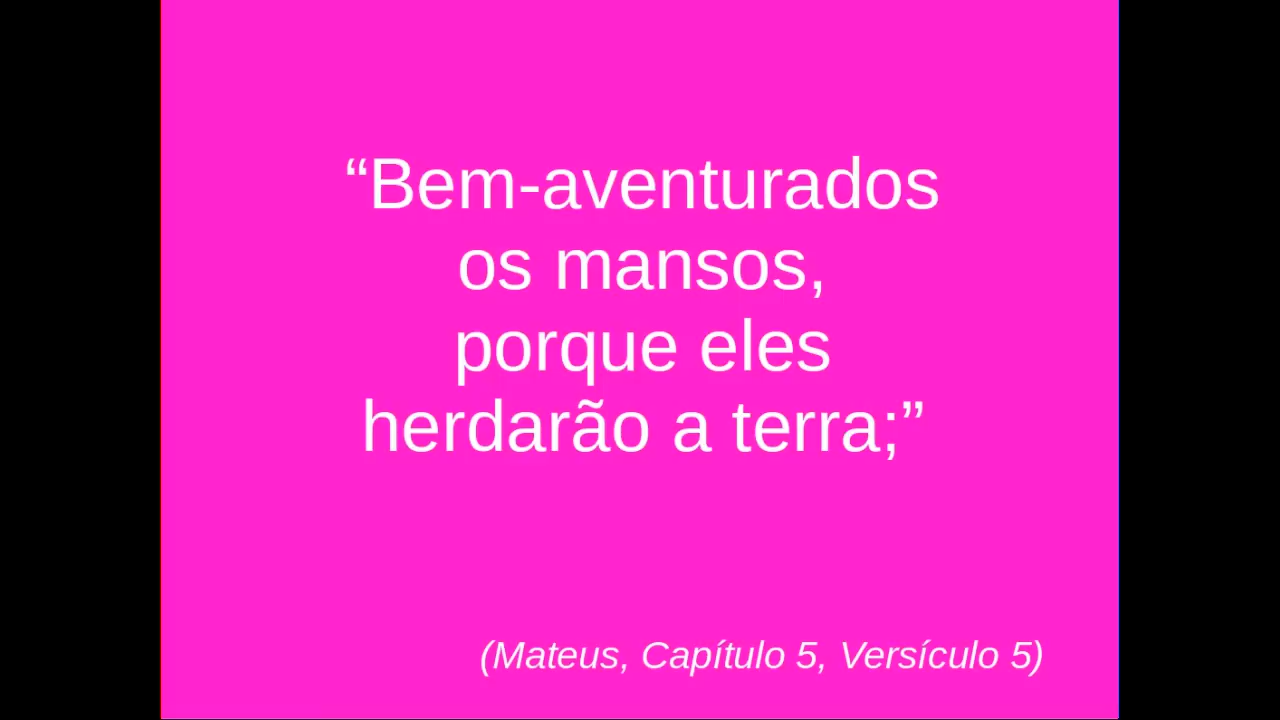 “Bem-aventurados
os mansos,
porque eles
herdarão a terra;”
(Mateus, Capítulo 5, Versículo 5)